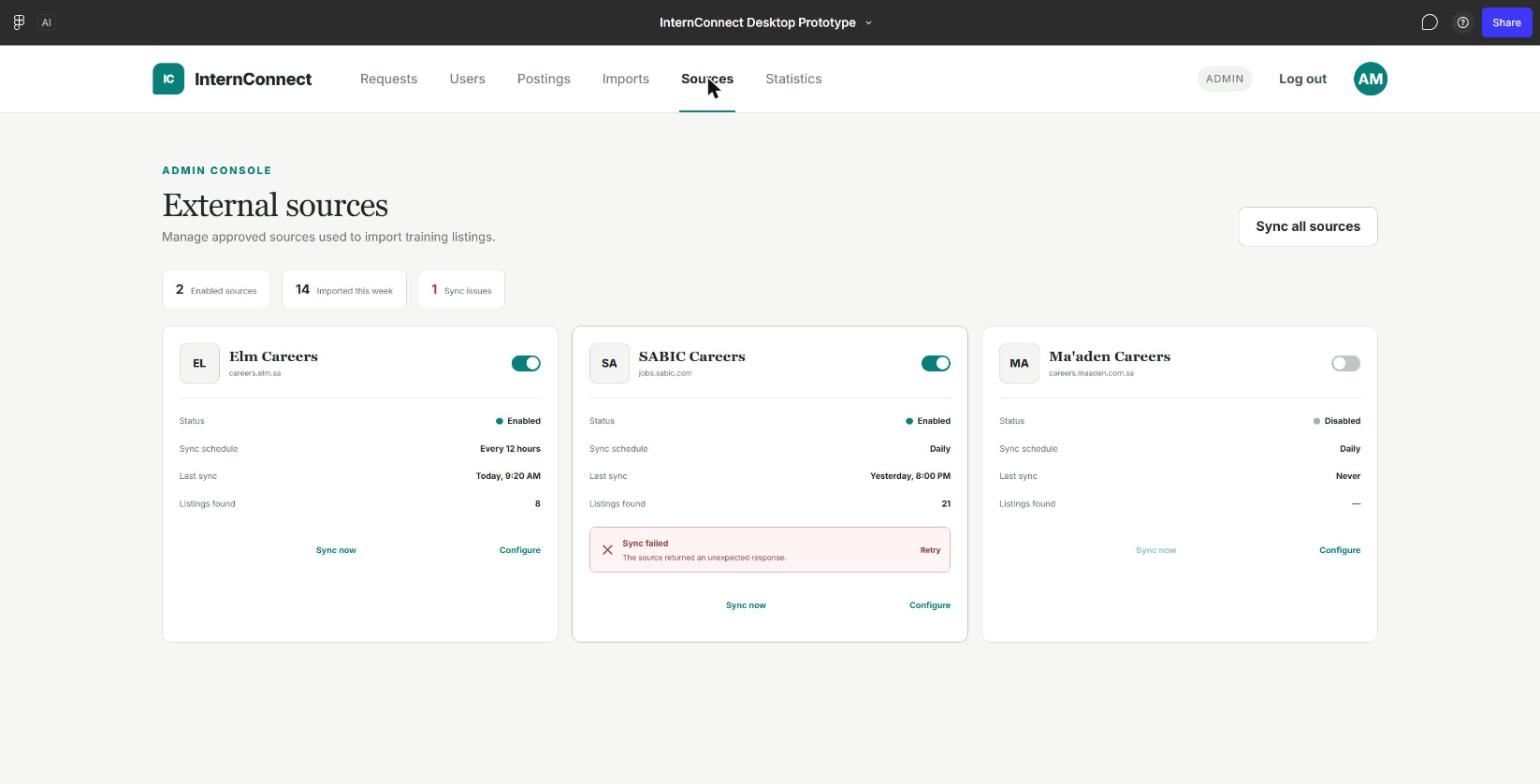 AI
InternConnect Desktop Prototype
Share
IC InternConnect Requests Users Postings Imports Sources Statistics ADMIN Log out AM
ADMIN CONSOLE
External sources
Manage approved sources used to import training listings.
Sync all sources
2 Enabled sources 14 Imported this week 1 Sync issues
EL Elm Careers
careers.elm.sa
Status Enabled
Sync schedule Every 12 hours
Last sync Today, 9:20 AM
Listings found 8
Sync now Configure
SA SABIC Careers
jobs.sabic.com
Status Enabled
Sync schedule Daily
Last sync Yesterday, 8:00 PM
Listings found 21
Sync failed
The source returned an unexpected response.
Retry
Sync now Configure
MA Ma'aden Careers
careers.maaden.com.sa
Status Disabled
Sync schedule Daily
Last sync Never
Listings found —
Sync now Configure